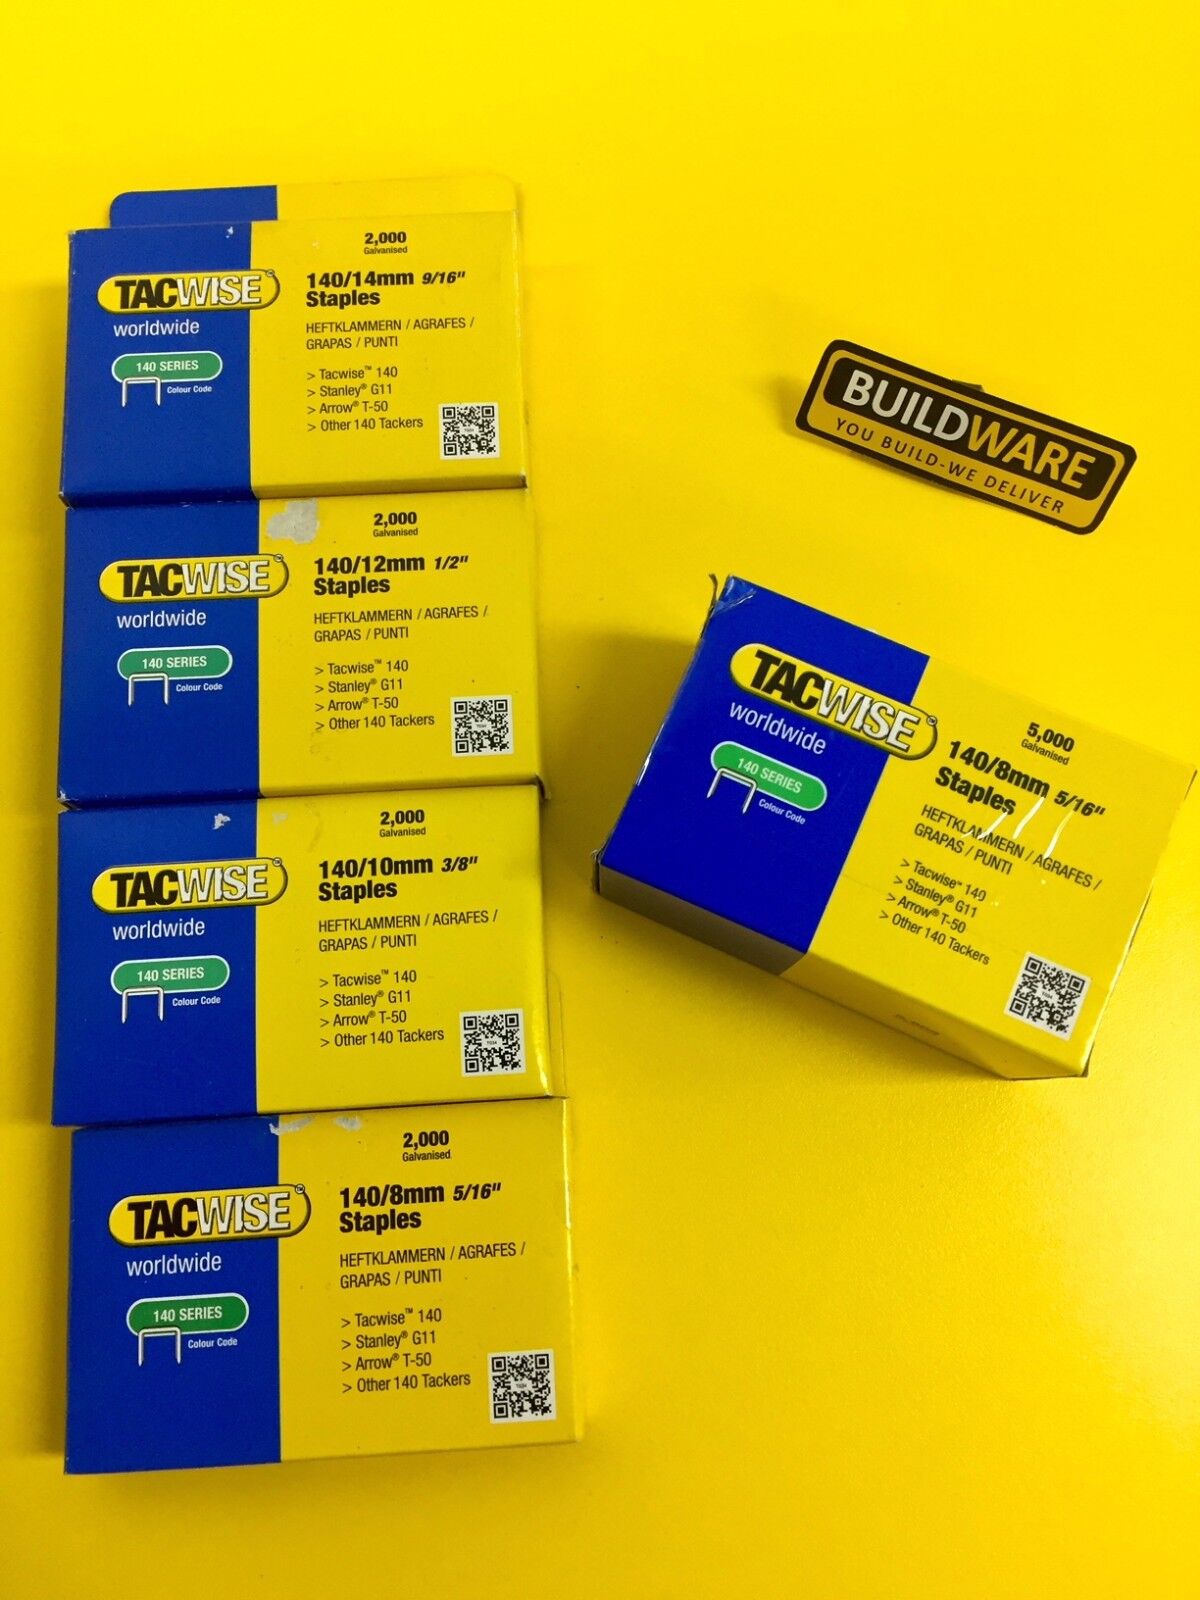 2,000
Galvanised
TACWISE™
worldwide
140 SERIES
Colour Code
140/14mm 9/16"
Staples
HEFTKLAMMERN / AGRAFES /
GRAPAS / PUNTI
> Tacwise™ 140
> Stanley® G11
> Arrow® T-50
> Other 140 Tackers
2,000
Galvanised
TACWISE™
worldwide
140 SERIES
Colour Code
140/12mm 1/2"
Staples
HEFTKLAMMERN / AGRAFES /
GRAPAS / PUNTI
> Tacwise™ 140
> Stanley® G11
> Arrow® T-50
> Other 140 Tackers
2,000
Galvanised
TACWISE™
worldwide
140 SERIES
Colour Code
140/10mm 3/8"
Staples
HEFTKLAMMERN / AGRAFES /
GRAPAS / PUNTI
> Tacwise™ 140
> Stanley® G11
> Arrow® T-50
> Other 140 Tackers
2,000
Galvanised
TACWISE™
worldwide
140 SERIES
Colour Code
140/8mm 5/16"
Staples
HEFTKLAMMERN / AGRAFES /
GRAPAS / PUNTI
> Tacwise™ 140
> Stanley® G11
> Arrow® T-50
> Other 140 Tackers
BUILDWARE
YOU BUILD-WE DELIVER
TACWISE™
worldwide
140 SERIES
Colour Code
5,000
Galvanised
140/8mm 5/16"
Staples
HEFTKLAMMERN / AGRAFES /
GRAPAS / PUNTI
> Tacwise™ 140
> Stanley® G11
> Arrow® T-50
> Other 140 Tackers